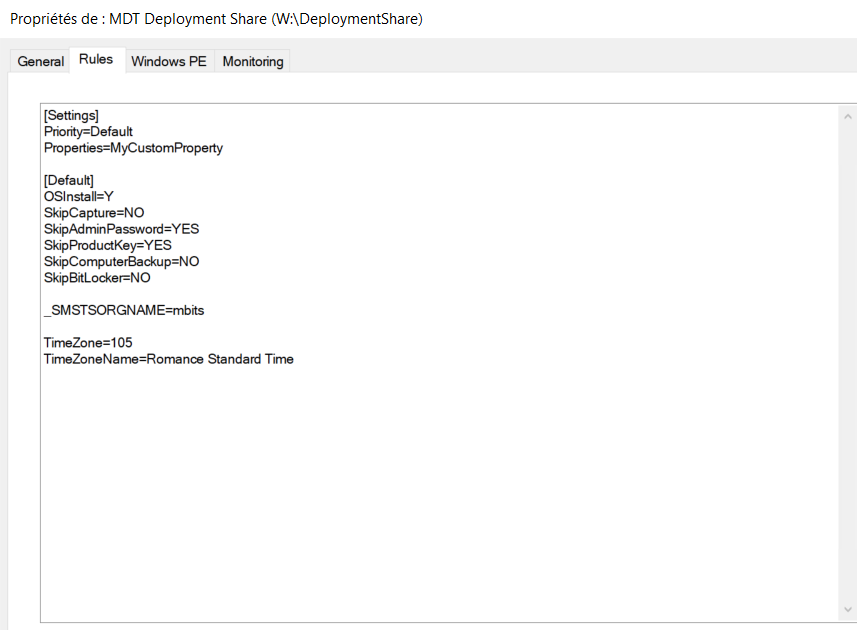 Propriétés de : MDT Deployment Share (W:\DeploymentShare)
General Rules Windows PE Monitoring
[Settings]
Priority=Default
Properties=MyCustomProperty
[Default]
OSInstall=Y
SkipCapture=NO
SkipAdminPassword=YES
SkipProductKey=YES
SkipComputerBackup=NO
SkipBitLocker=NO
_SMSTSORGNAME=mbits
TimeZone=105
TimeZoneName=Romance Standard Time